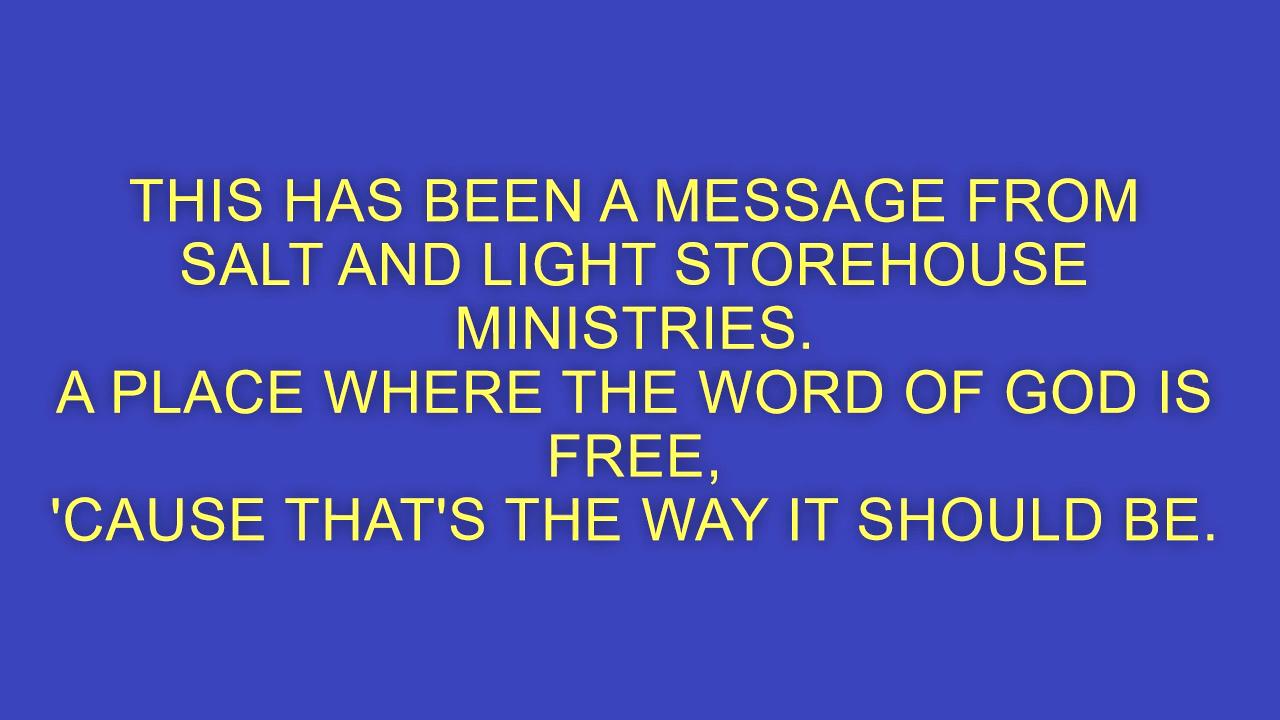 THIS HAS BEEN A MESSAGE FROM
SALT AND LIGHT STOREHOUSE
MINISTRIES.
A PLACE WHERE THE WORD OF GOD IS
FREE,
'CAUSE THAT'S THE WAY IT SHOULD BE.